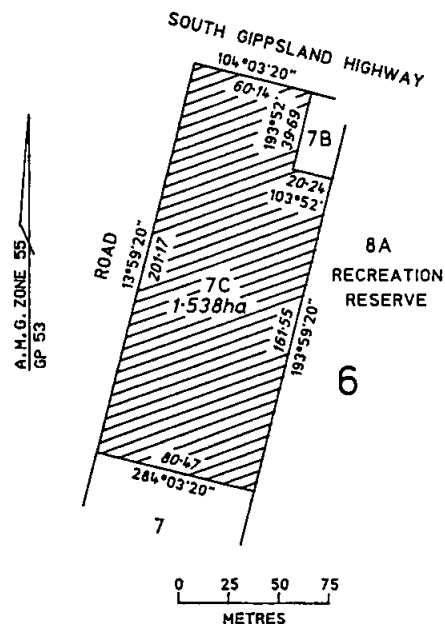 SOUTH GIPPSLAND HIGHWAY
104°03'20"
60·14
193°52'
39·69
7B
20·24
103°52'
A.M.G. ZONE 55
GP 53
ROAD
13°59'20"
201·17
7C
1·538ha
8A
RECREATION
RESERVE
161·55
193°59'20"
6
80·47
284°03'20"
7
0 25 50 75
METRES